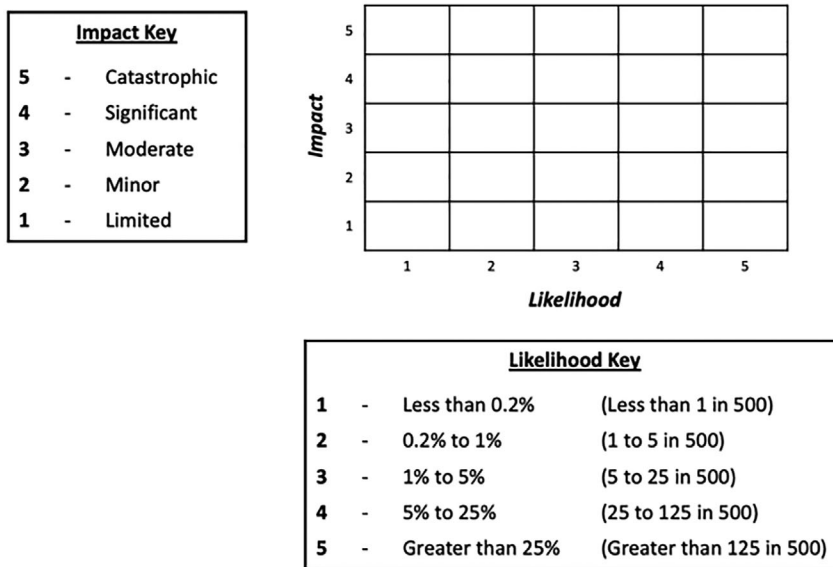 Impact Key
5 - Catastrophic
4 - Significant
3 - Moderate
2 - Minor
1 - Limited
Impact
5
4
3
2
1
1 2 3 4 5
Likelihood
Likelihood Key
1 - Less than 0.2% (Less than 1 in 500)
2 - 0.2% to 1% (1 to 5 in 500)
3 - 1% to 5% (5 to 25 in 500)
4 - 5% to 25% (25 to 125 in 500)
5 - Greater than 25% (Greater than 125 in 500)